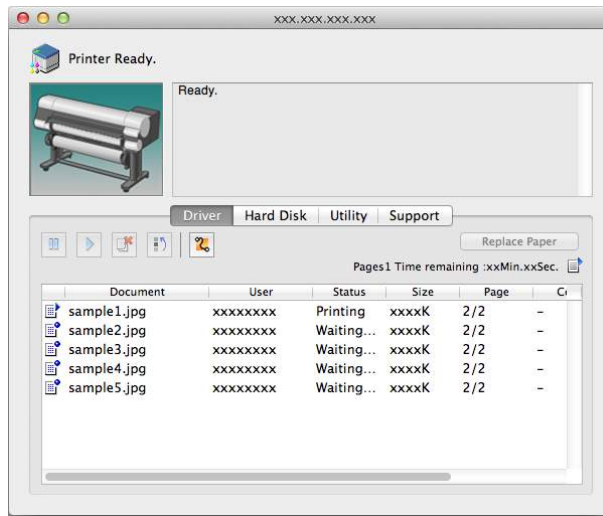 xxx.xxx.xxx.xxx
Printer Ready.
Ready.
Driver Hard Disk Utility Support
Replace Paper
Pages1 Time remaining :xxMin.xxSec.
Document User Status Size Page
sample1.jpg xxxxxxxx Printing xxxxK 2/2 –
sample2.jpg xxxxxxxx Waiting... xxxxK 2/2 –
sample3.jpg xxxxxxxx Waiting... xxxxK 2/2 –
sample4.jpg xxxxxxxx Waiting... xxxxK 2/2 –
sample5.jpg xxxxxxxx Waiting... xxxxK 2/2 –